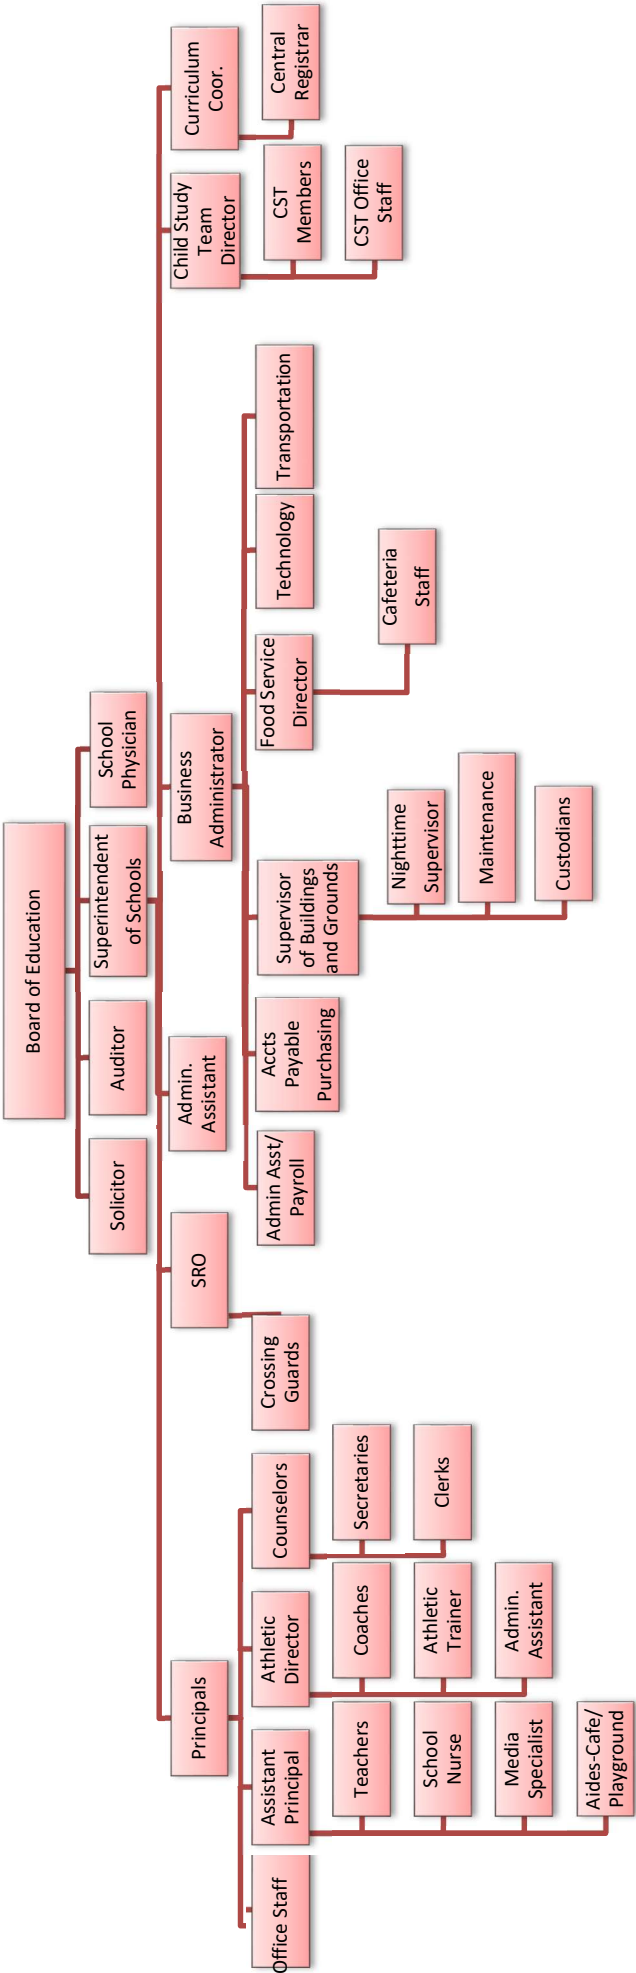 Board of Education
Solicitor
Auditor
Superintendent
of Schools
School
Physician
Principals
SRO
Admin.
Assistant
Business
Administrator
Child Study
Team
Director
Curriculum
Coor.
Office Staff
Assistant
Principal
Athletic
Director
Counselors
Crossing
Guards
Admin Asst/
Payroll
Accts
Payable
Purchasing
Supervisor
of Buildings
and Grounds
Food Service
Director
Technology
Transportation
CST
Members
Central
Registrar
Teachers
Coaches
Secretaries
CST Office
Staff
School
Nurse
Athletic
Trainer
Clerks
Nighttime
Supervisor
Cafeteria
Staff
Media
Specialist
Admin.
Assistant
Maintenance
Aides-Cafe/
Playground
Custodians